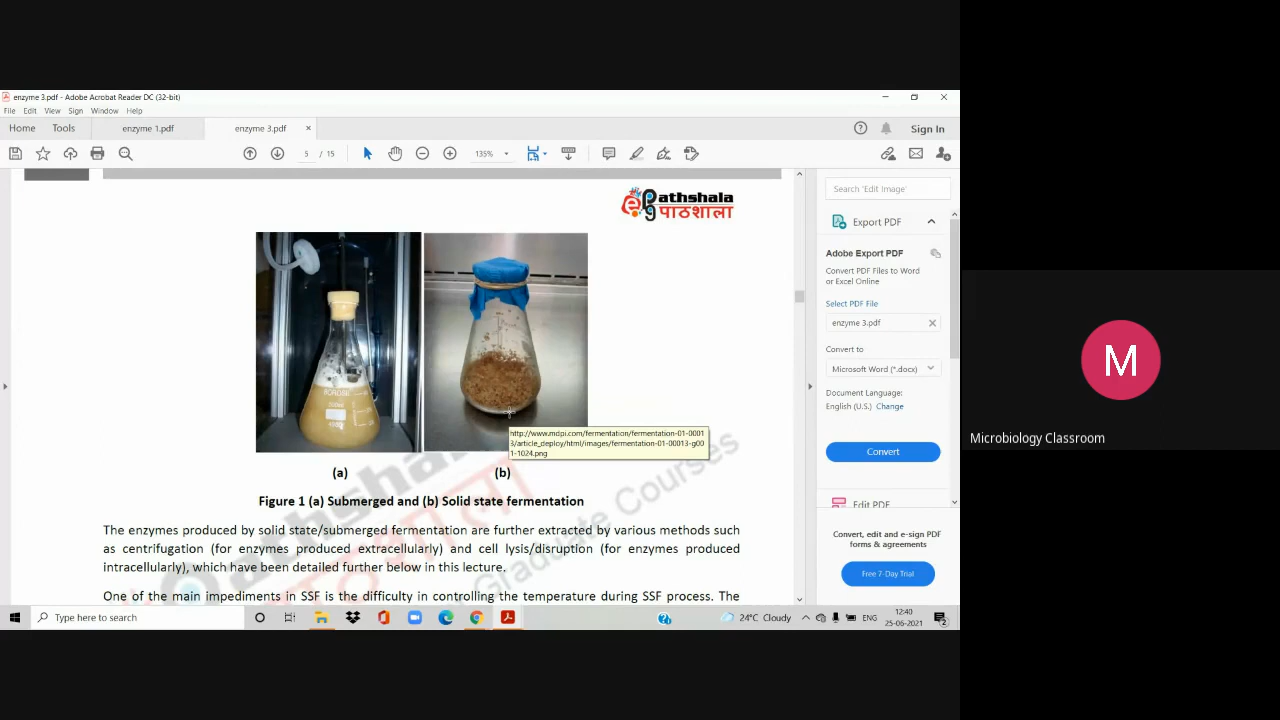 enzyme 3.pdf - Adobe Acrobat Reader DC (32-bit)
File Edit View Sign Window Help
Home Tools enzyme 1.pdf enzyme 3.pdf × Sign In
5 / 15 135%
Search 'Edit Image'
ePathshala
पाठशाला
Export PDF
Adobe Export PDF
Convert PDF Files to Word
or Excel Online
Select PDF File
enzyme 3.pdf
Convert to
Microsoft Word (*.docx)
Document Language:
English (U.S.) Change
Convert
Edit PDF
Convert, edit and e-sign PDF
forms & agreements
Free 7-Day Trial
http://www.mdpi.com/fermentation/fermentation-01-0001
3/article_deploy/html/images/fermentation-01-00013-g00
1-1024.png
(a) (b)
Figure 1 (a) Submerged and (b) Solid state fermentation
The enzymes produced by solid state/submerged fermentation are further extracted by various methods such
as centrifugation (for enzymes produced extracellularly) and cell lysis/disruption (for enzymes produced
intracellularly), which have been detailed further below in this lecture.
One of the main impediments in SSF is the difficulty in controlling the temperature during SSF process. The
Pathshala
पाठशाला
Graduate Courses
Type here to search
24°C Cloudy ENG 12:40
25-06-2021
2
M
Microbiology Classroom